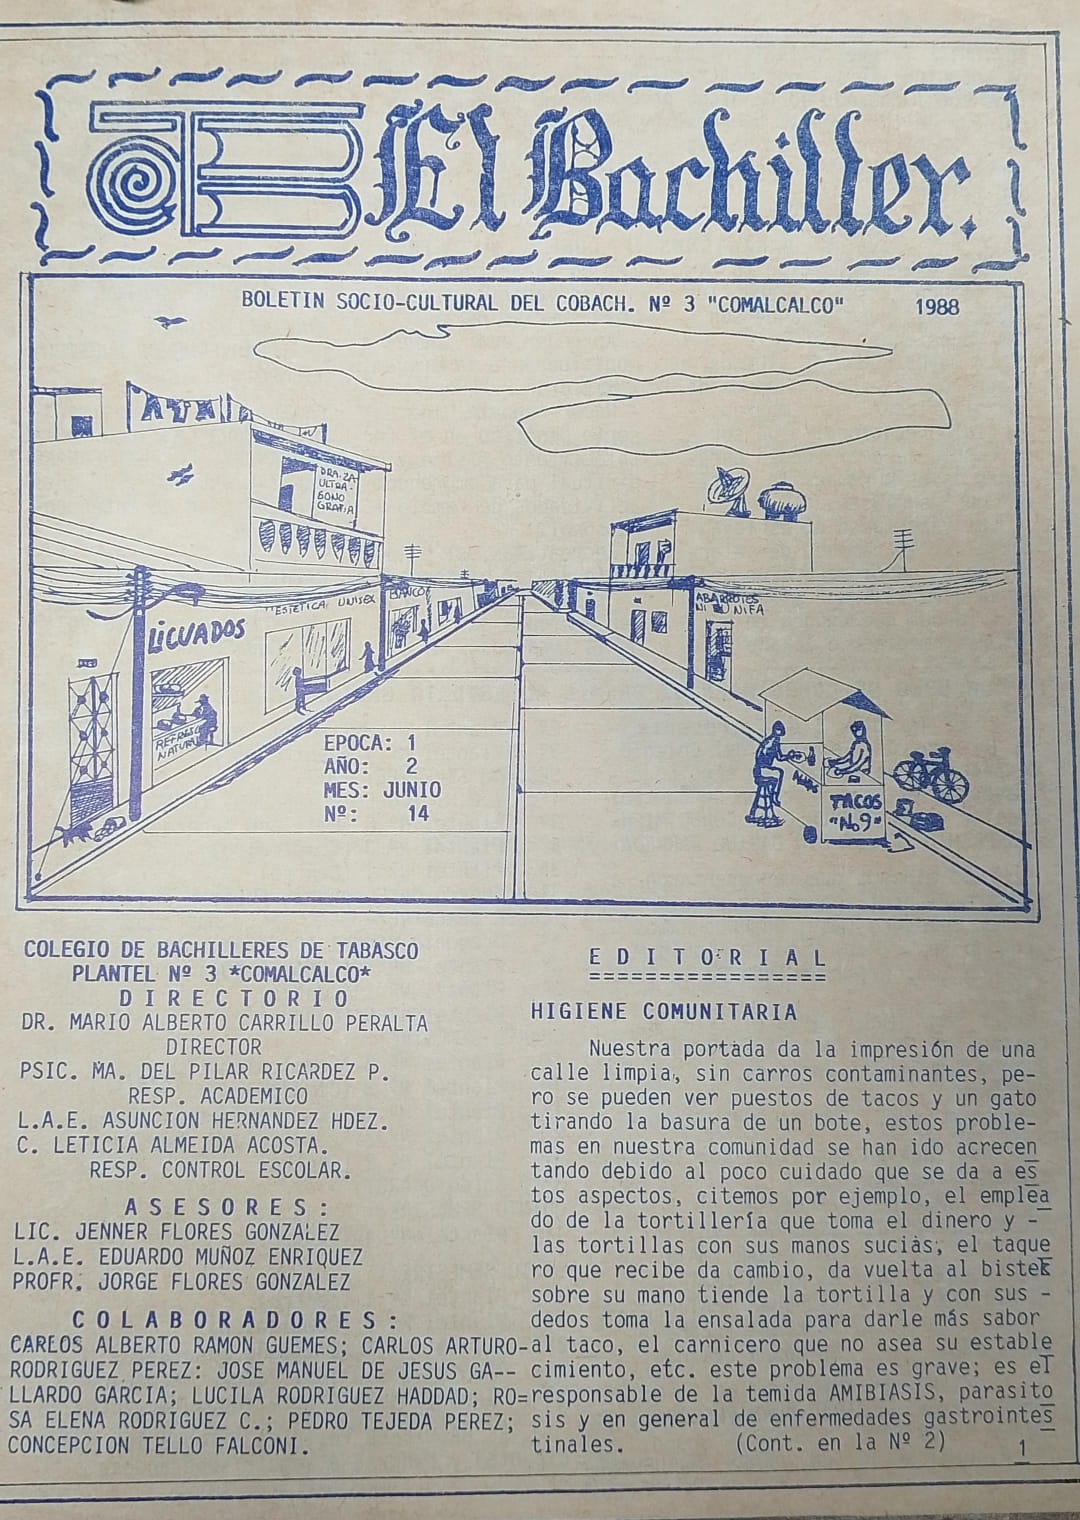 El Bachiller.
BOLETIN SOCIO-CULTURAL DEL COBACH. Nº 3 "COMALCALCO" 1988
DRA. ZA
ULTRA-
SONO
GRAFIA
LICUADOS
ESTETICA UNISEX
BANCO
ABARROTES
NI FU NIFA
REFRESCO
NATURAL
EPOCA: 1
AÑO: 2
MES: JUNIO
Nº: 14
TACOS
"No9"
COLEGIO DE BACHILLERES DE TABASCO
PLANTEL Nº 3 *COMALCALCO*
D I R E C T O R I O
DR. MARIO ALBERTO CARRILLO PERALTA
DIRECTOR
PSIC. MA. DEL PILAR RICARDEZ P.
RESP. ACADEMICO
L.A.E. ASUNCION HERNANDEZ HDEZ.
C. LETICIA ALMEIDA ACOSTA.
RESP. CONTROL ESCOLAR.
A S E S O R E S :
LIC. JENNER FLORES GONZALEZ
L.A.E. EDUARDO MUÑOZ ENRIQUEZ
PROFR. JORGE FLORES GONZALEZ
C O L A B O R A D O R E S :
CARLOS ALBERTO RAMON GUEMES; CARLOS ARTURO-
RODRIGUEZ PEREZ: JOSE MANUEL DE JESUS GA--
LLARDO GARCIA; LUCILA RODRIGUEZ HADDAD; RO=
SA ELENA RODRIGUEZ C.; PEDRO TEJEDA PEREZ;
CONCEPCION TELLO FALCONI.
E D I T O R I A L
=================
HIGIENE COMUNITARIA
Nuestra portada da la impresión de una
calle limpia, sin carros contaminantes, pe-
ro se pueden ver puestos de tacos y un gato
tirando la basura de un bote, estos proble-
mas en nuestra comunidad se han ido acrecen
tando debido al poco cuidado que se da a es
tos aspectos, citemos por ejemplo, el emplea
do de la tortillería que toma el dinero y -
las tortillas con sus manos sucias; el taque
ro que recibe da cambio, da vuelta al bistek
sobre su mano tiende la tortilla y con sus -
dedos toma la ensalada para darle más sabor
al taco, el carnicero que no asea su estable
cimiento, etc. este problema es grave; es el
responsable de la temida AMIBIASIS, parasito
sis y en general de enfermedades gastrointes
tinales. (Cont. en la Nº 2)
1